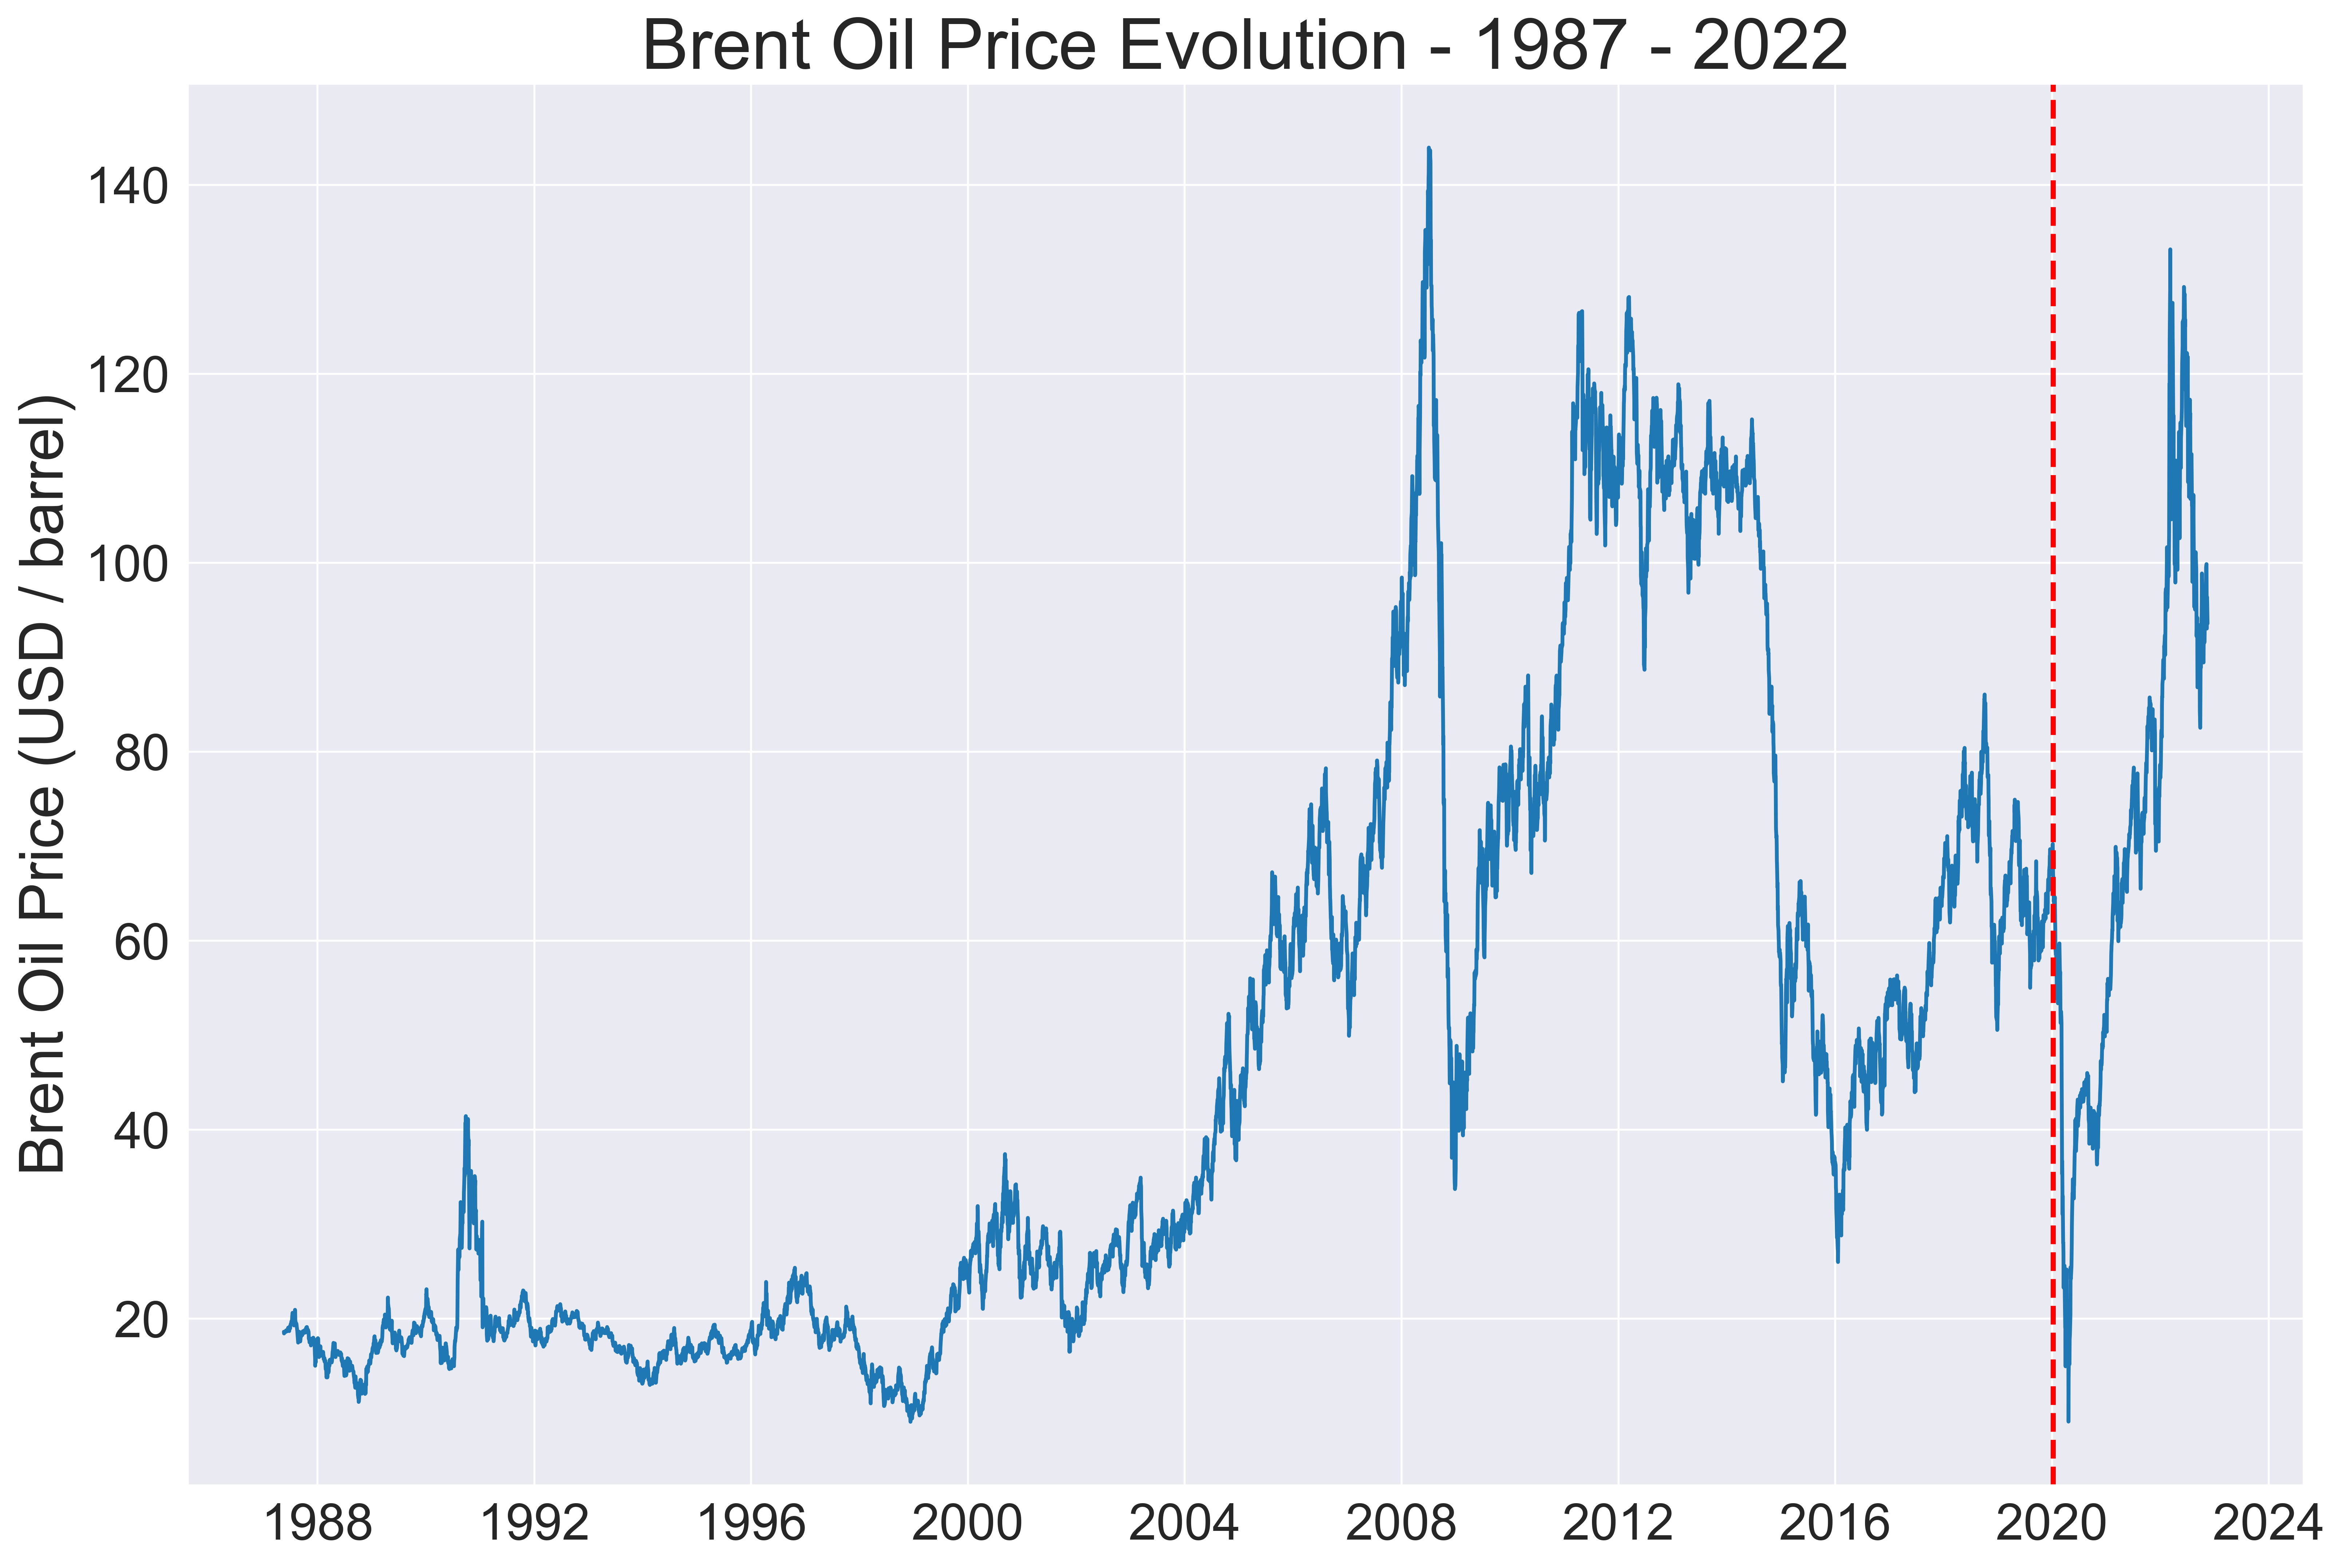 Brent Oil Price Evolution - 1987 - 2022
Brent Oil Price (USD / barrel)
140
120
100
80
60
40
20
1988 1992 1996 2000 2004 2008 2012 2016 2020 2024